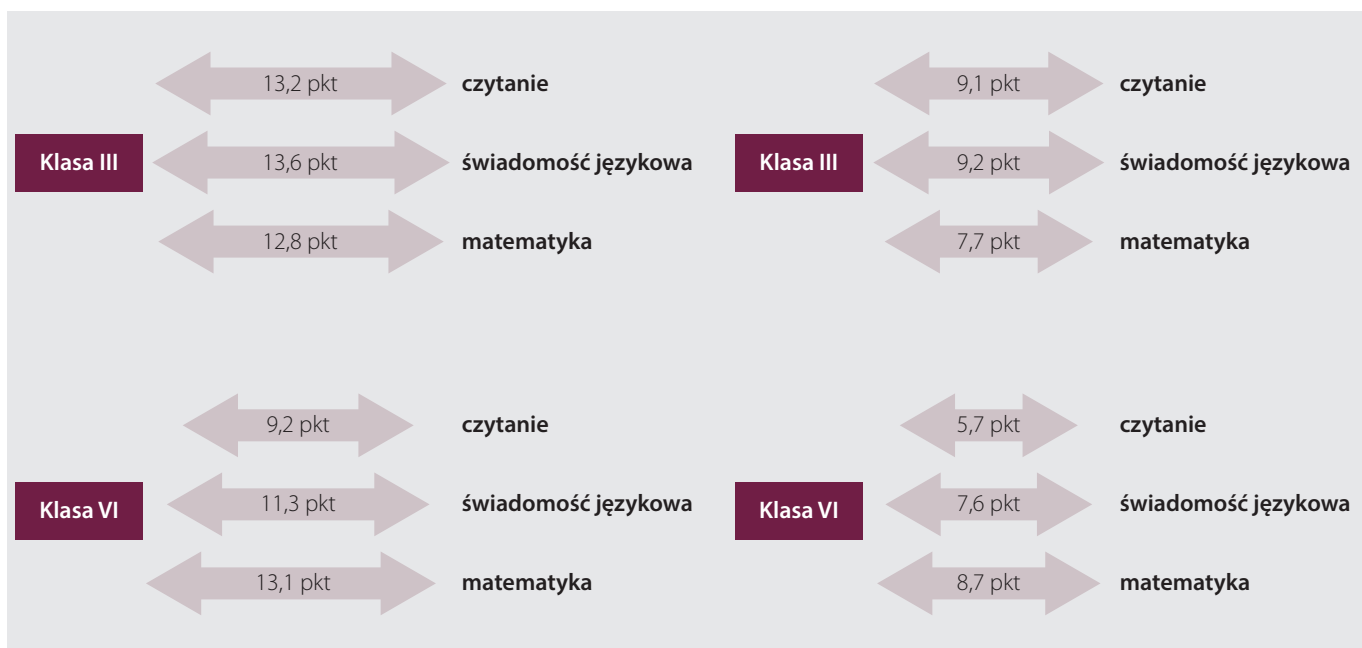 13,2 pkt czytanie
Klasa III 13,6 pkt świadomość językowa
12,8 pkt matematyka
9,1 pkt czytanie
Klasa III 9,2 pkt świadomość językowa
7,7 pkt matematyka
9,2 pkt czytanie
Klasa VI 11,3 pkt świadomość językowa
13,1 pkt matematyka
5,7 pkt czytanie
Klasa VI 7,6 pkt świadomość językowa
8,7 pkt matematyka